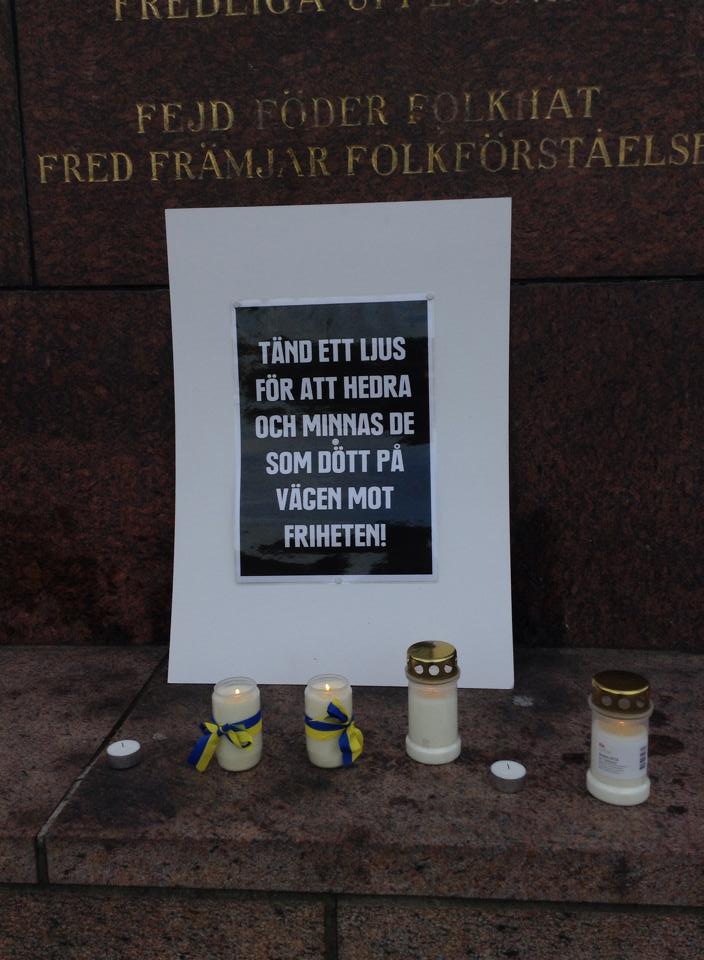 FREDLIGA
FEJD FÖDER FOLKHAT
FRED FRÄMJAR FOLKFÖRSTÅELSE
TÄND ETT LJUS
FÖR ATT HEDRA
OCH MINNAS DE
SOM DÖTT PÅ
VÄGEN MOT
FRIHETEN!